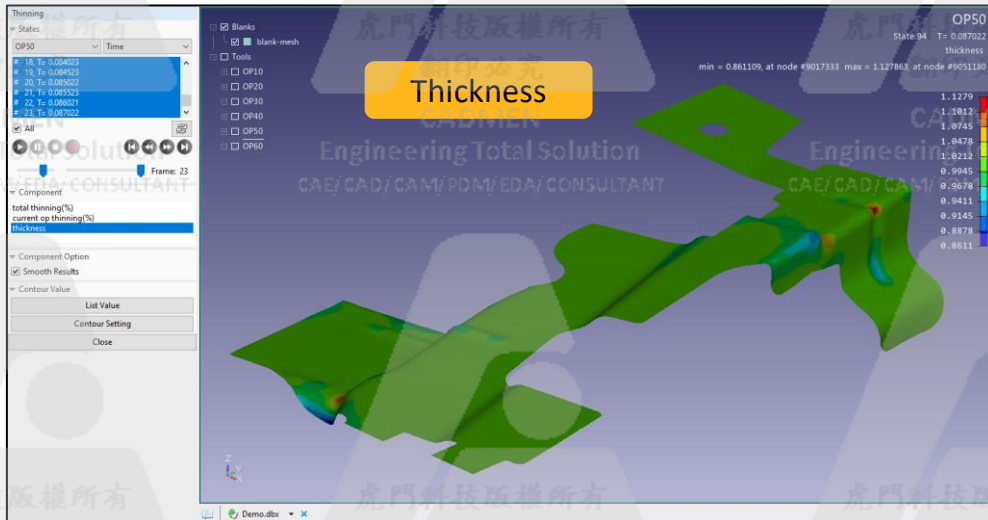 Thinning
States
OP50
Time
# 18, T= 0.084023
# 19, T= 0.084523
# 20, T= 0.085022
# 21, T= 0.085523
# 22, T= 0.086021
# 23, T= 0.087022
All
Frame: 23
Component
total thinning(%)
current op thinning(%)
thickness
Component Option
Smooth Results
Contour Value
List Value
Contour Setting
Close
Blanks
blank-mesh
Tools
OP10
OP20
OP30
OP40
OP50
OP60
Thickness
OP50
State 94 T= 0.087022
thickness
min = 0.861109, at node #9017333 max = 1.127863, at node #9051180
1.1279
1.1012
1.0745
1.0478
1.0212
0.9945
0.9678
0.9411
0.9145
0.8878
0.8611
虎門科技版權所有
翻印必究
CADMEN
Engineering Total Solution
CAE/CAD/CAM/PDM/EDA/CONSULTANT
Z
Y
X
Demo.dbx